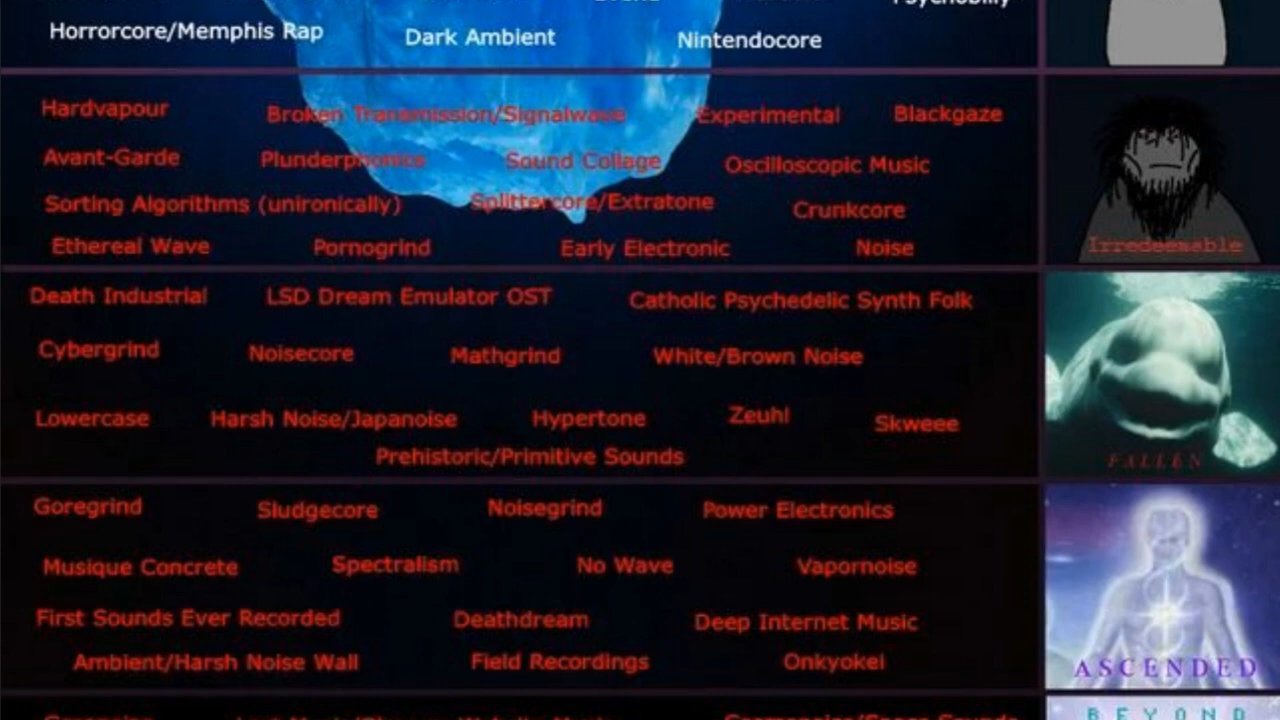 Psychobilly
Horrorcore/Memphis Rap Dark Ambient Nintendocore
Hardvapour Broken Transmission/Signalwave Experimental Blackgaze
Avant-Garde Plunderphonics Sound Collage Oscilloscopic Music
Sorting Algorithms (unironically) Splittercore/Extratone Crunkcore
Ethereal Wave Pornogrind Early Electronic Noise
Irredeemable
Death Industrial LSD Dream Emulator OST Catholic Psychedelic Synth Folk
Cybergrind Noisecore Mathgrind White/Brown Noise
Lowercase Harsh Noise/Japanoise Hypertone Zeuhl Skweee
Prehistoric/Primitive Sounds
FALLEN
Goregrind Sludgecore Noisegrind Power Electronics
Musique Concrete Spectralism No Wave Vapornoise
First Sounds Ever Recorded Deathdream Deep Internet Music
Ambient/Harsh Noise Wall Field Recordings Onkyokei
ASCENDED
BEYOND